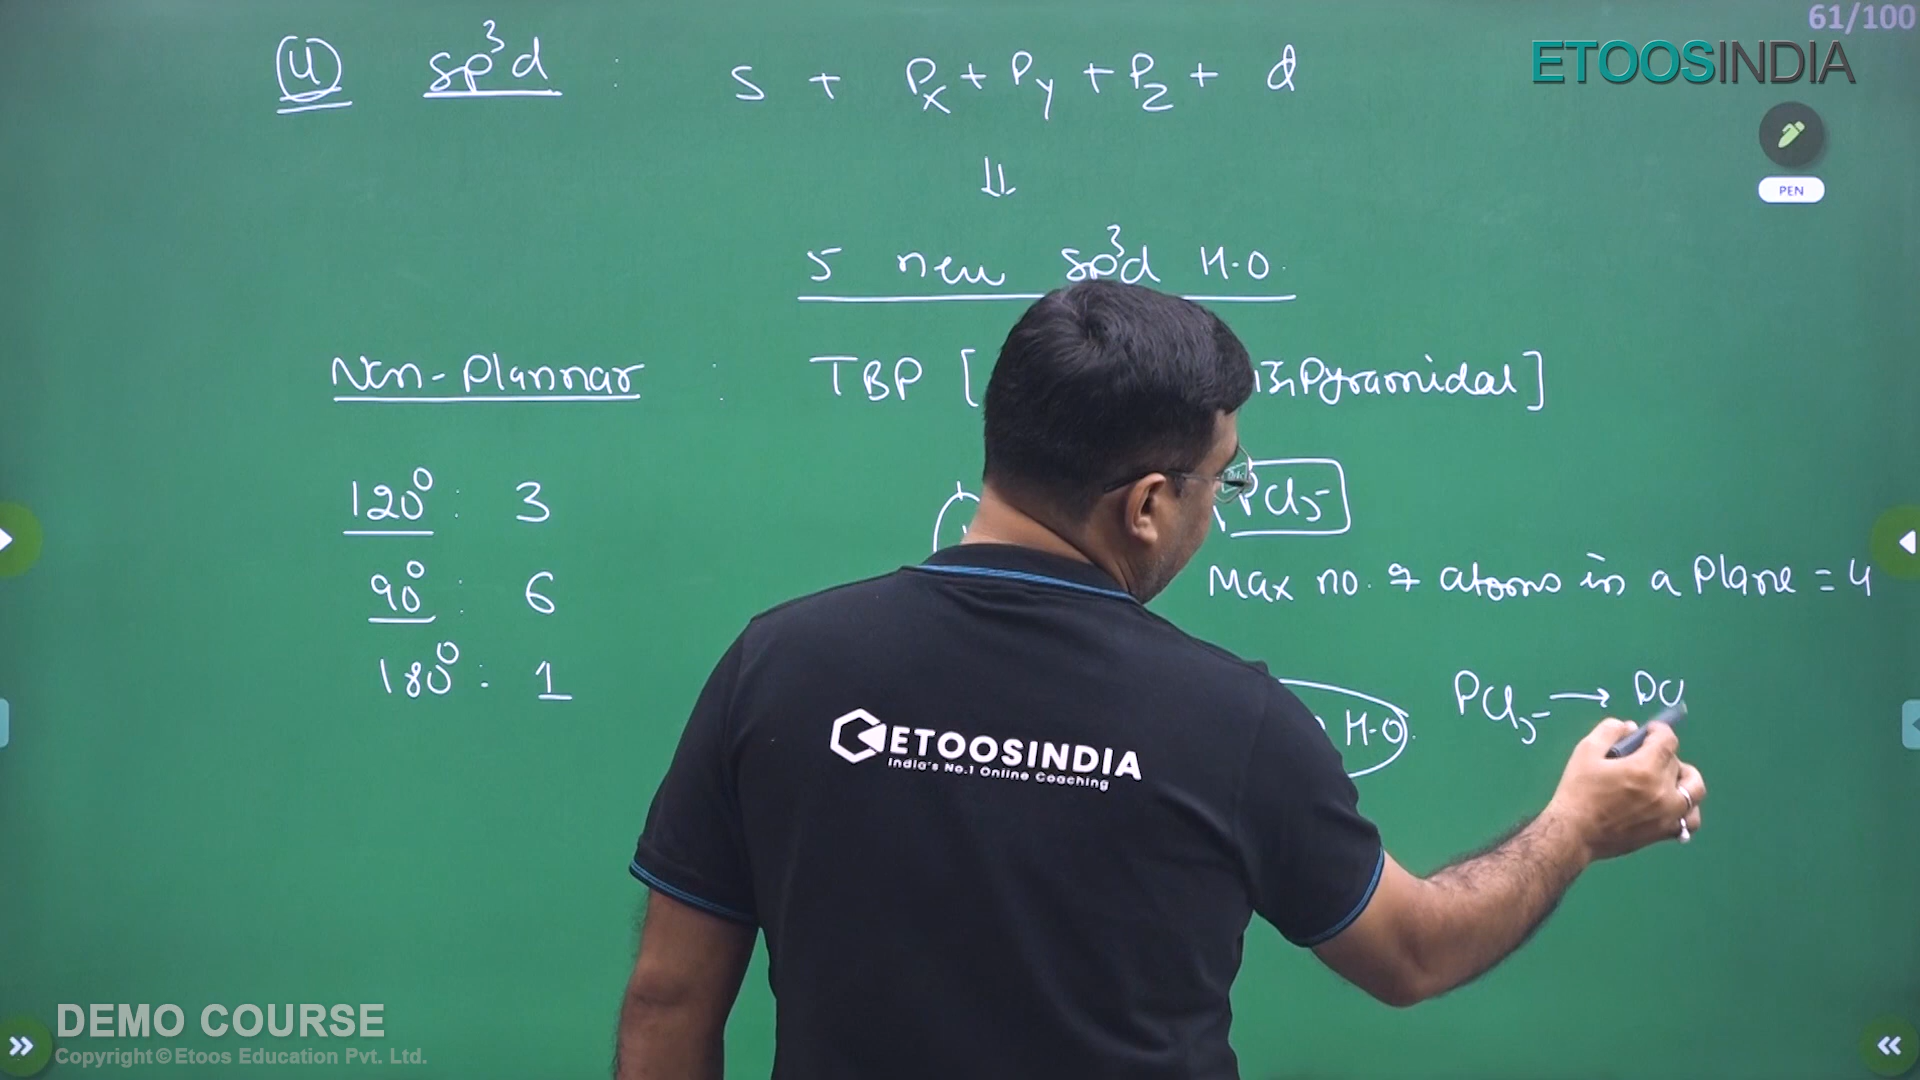 61/100
ETOOSINDIA
PEN
(4) sp³d : s + Px + Py + Pz + d
⇓
5 new sp³d H.O.
Non-Plannar : TBP [ Pyramidal]
120° : 3
PCl5
90° : 6
Max no. of atoms in a Plane = 4
180° : 1
H.O.
PCl5 → PCl
ETOOSINDIA
India's No.1 Online Coaching
DEMO COURSE
Copyright © Etoos Education Pvt. Ltd.